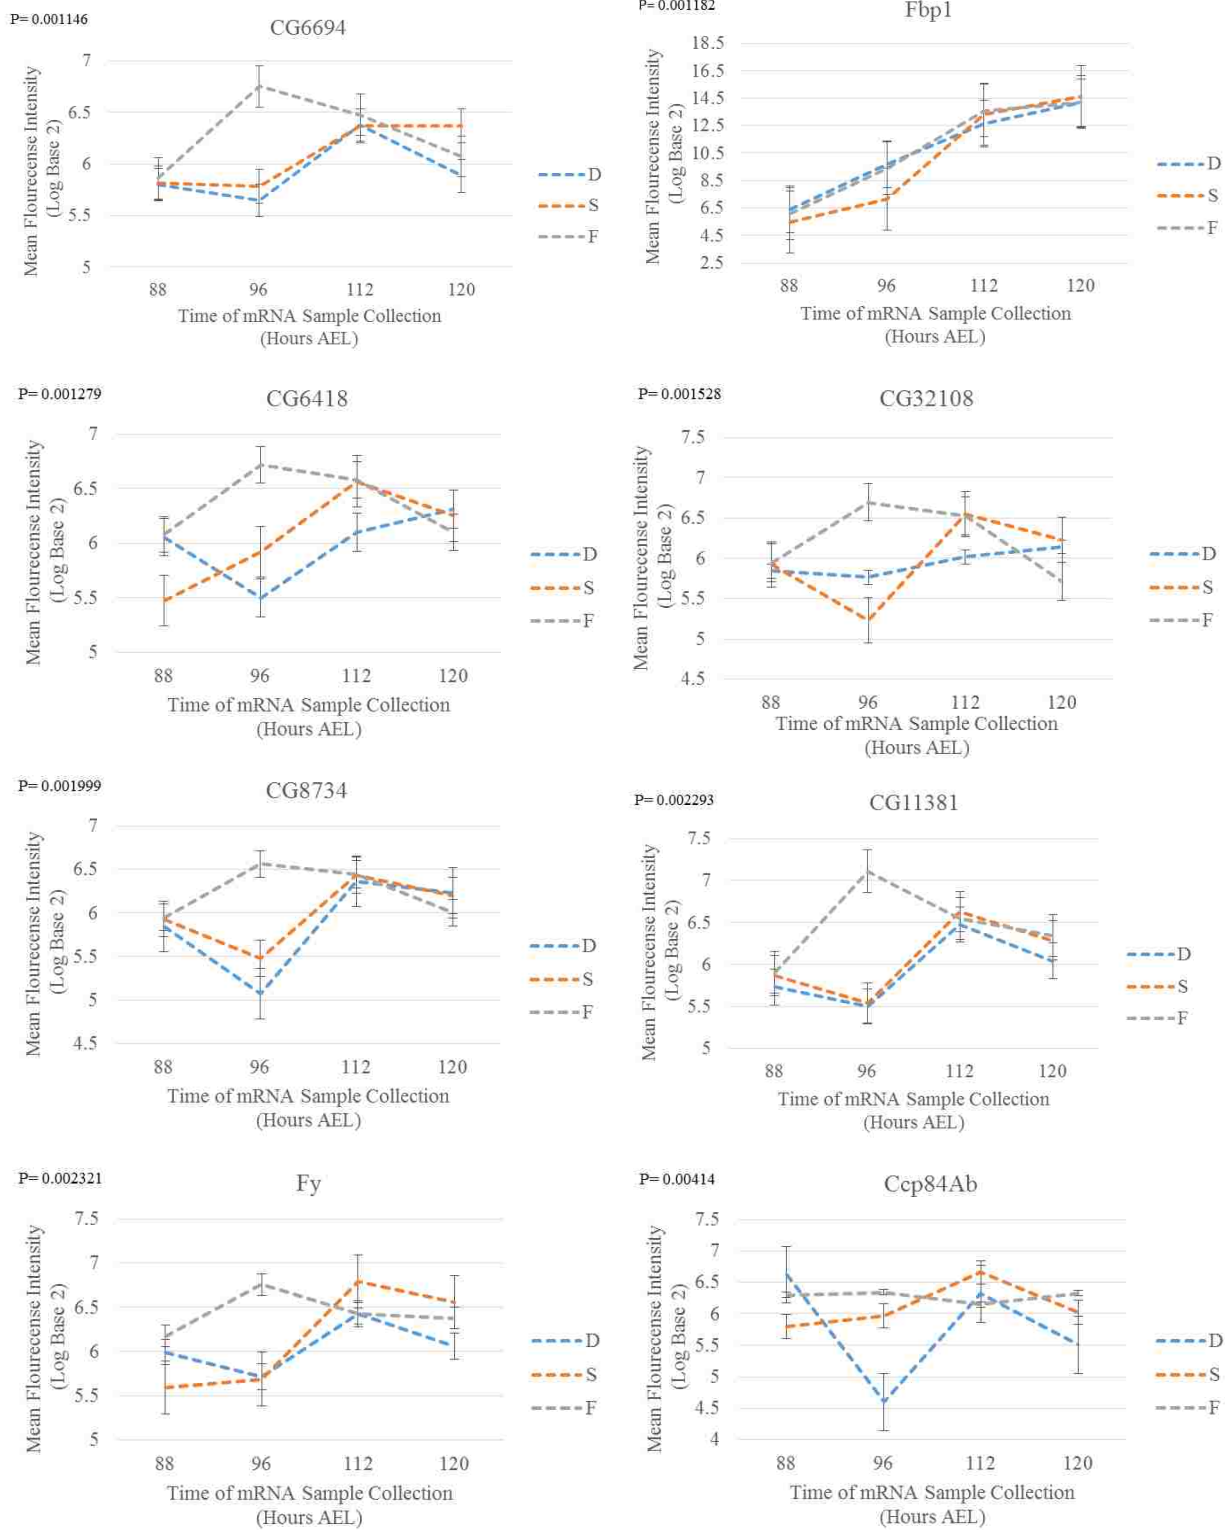 P= 0.001146
CG6694
Mean Flourecense Intensity
(Log Base 2)
7
6.5
6
5.5
5
88 96 112 120
Time of mRNA Sample Collection
(Hours AEL)
D
S
F
P= 0.001182
Fbp1
Mean Flourecense Intensity
(Log Base 2)
18.5
16.5
14.5
12.5
10.5
8.5
6.5
4.5
2.5
88 96 112 120
Time of mRNA Sample Collection
(Hours AEL)
D
S
F
P= 0.001279
CG6418
Mean Flourecense Intensity
(Log Base 2)
7
6.5
6
5.5
5
88 96 112 120
Time of mRNA Sample Collection
(Hours AEL)
D
S
F
P= 0.001528
CG32108
Mean Flourecense Intensity
(Log Base 2)
7.5
7
6.5
6
5.5
5
4.5
88 96 112 120
Time of mRNA Sample Collection
(Hours AEL)
D
S
F
P= 0.001999
CG8734
Mean Flourecense Intensity
(Log Base 2)
7
6.5
6
5.5
5
4.5
88 96 112 120
Time of mRNA Sample Collection
(Hours AEL)
D
S
F
P= 0.002293
CG11381
Mean Flourecense Intensity
(Log Base 2)
7.5
7
6.5
6
5.5
5
88 96 112 120
Time of mRNA Sample Collection
(Hours AEL)
D
S
F
P= 0.002321
Fy
Mean Flourecense Intensity
(Log Base 2)
7.5
7
6.5
6
5.5
5
88 96 112 120
Time of mRNA Sample Collection
(Hours AEL)
D
S
F
P= 0.00414
Ccp84Ab
Mean Flourecense Intensity
(Log Base 2)
7.5
7
6.5
6
5.5
5
4.5
4
88 96 112 120
Time of mRNA Sample Collection
(Hours AEL)
D
S
F